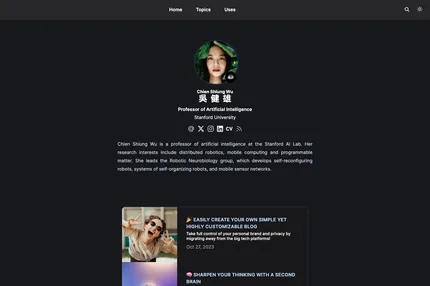 Home Topics Uses
Chien Shiung Wu
吳健雄
Professor of Artificial Intelligence
Stanford University
CV
Chien Shiung Wu is a professor of artificial intelligence at the Stanford AI Lab. Her
research interests include distributed robotics, mobile computing and programmable
matter. She leads the Robotic Neurobiology group, which develops self-reconfiguring
robots, systems of self-organizing robots, and mobile sensor networks.
🎉 EASILY CREATE YOUR OWN SIMPLE YET
HIGHLY CUSTOMIZABLE BLOG
Take full control of your personal brand and privacy by
migrating away from the big tech platforms!
Oct 27, 2023
🧠 SHARPEN YOUR THINKING WITH A SECOND
BRAIN